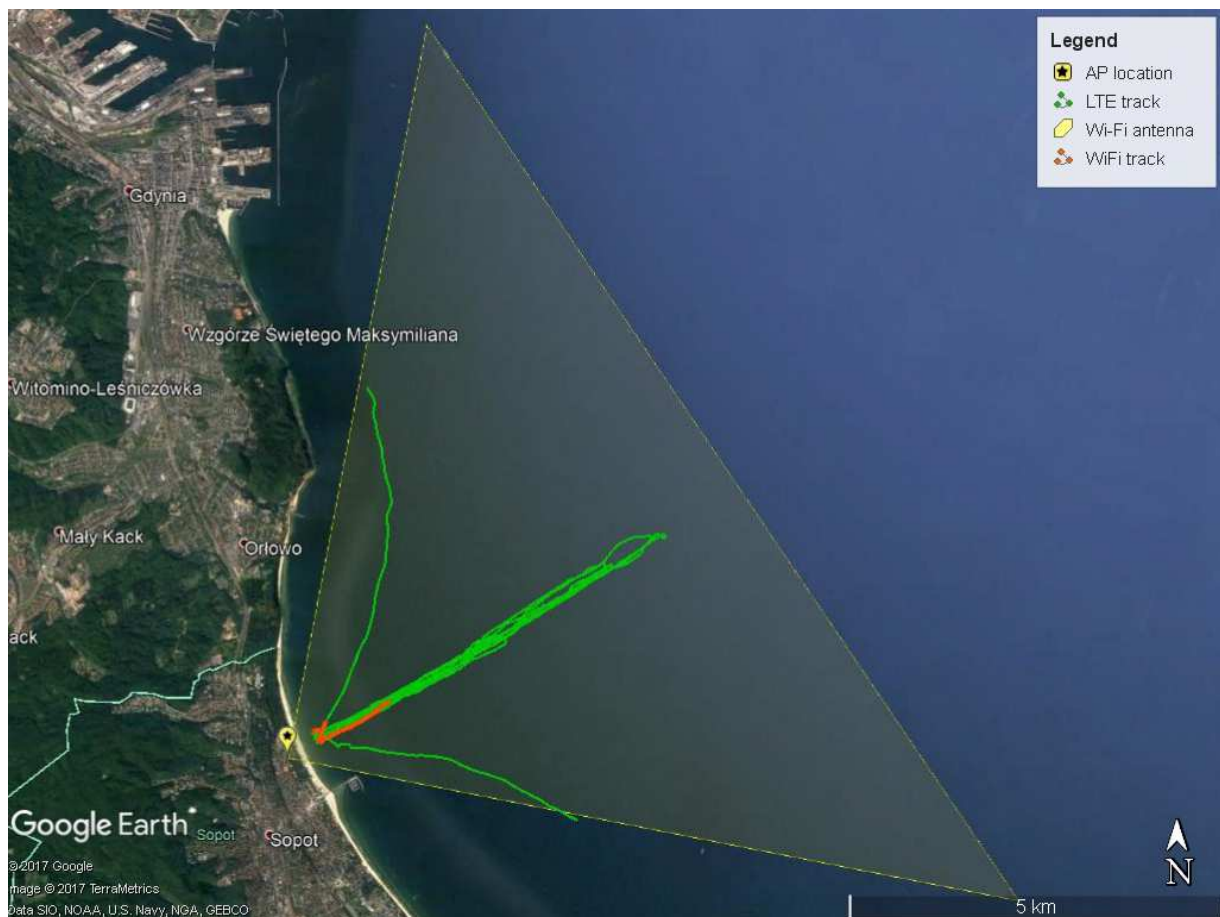 Legend
AP location
LTE track
Wi-Fi antenna
WiFi track
Gdynia
Wzgórze Świętego Maksymiliana
Witomino-Leśniczówka
Mały Kack
Orłowo
ack
Google Earth
Sopot
Sopot
© 2017 Google
mage © 2017 TerraMetrics
Data SIO, NOAA, U.S. Navy, NGA, GEBCO
N
5 km